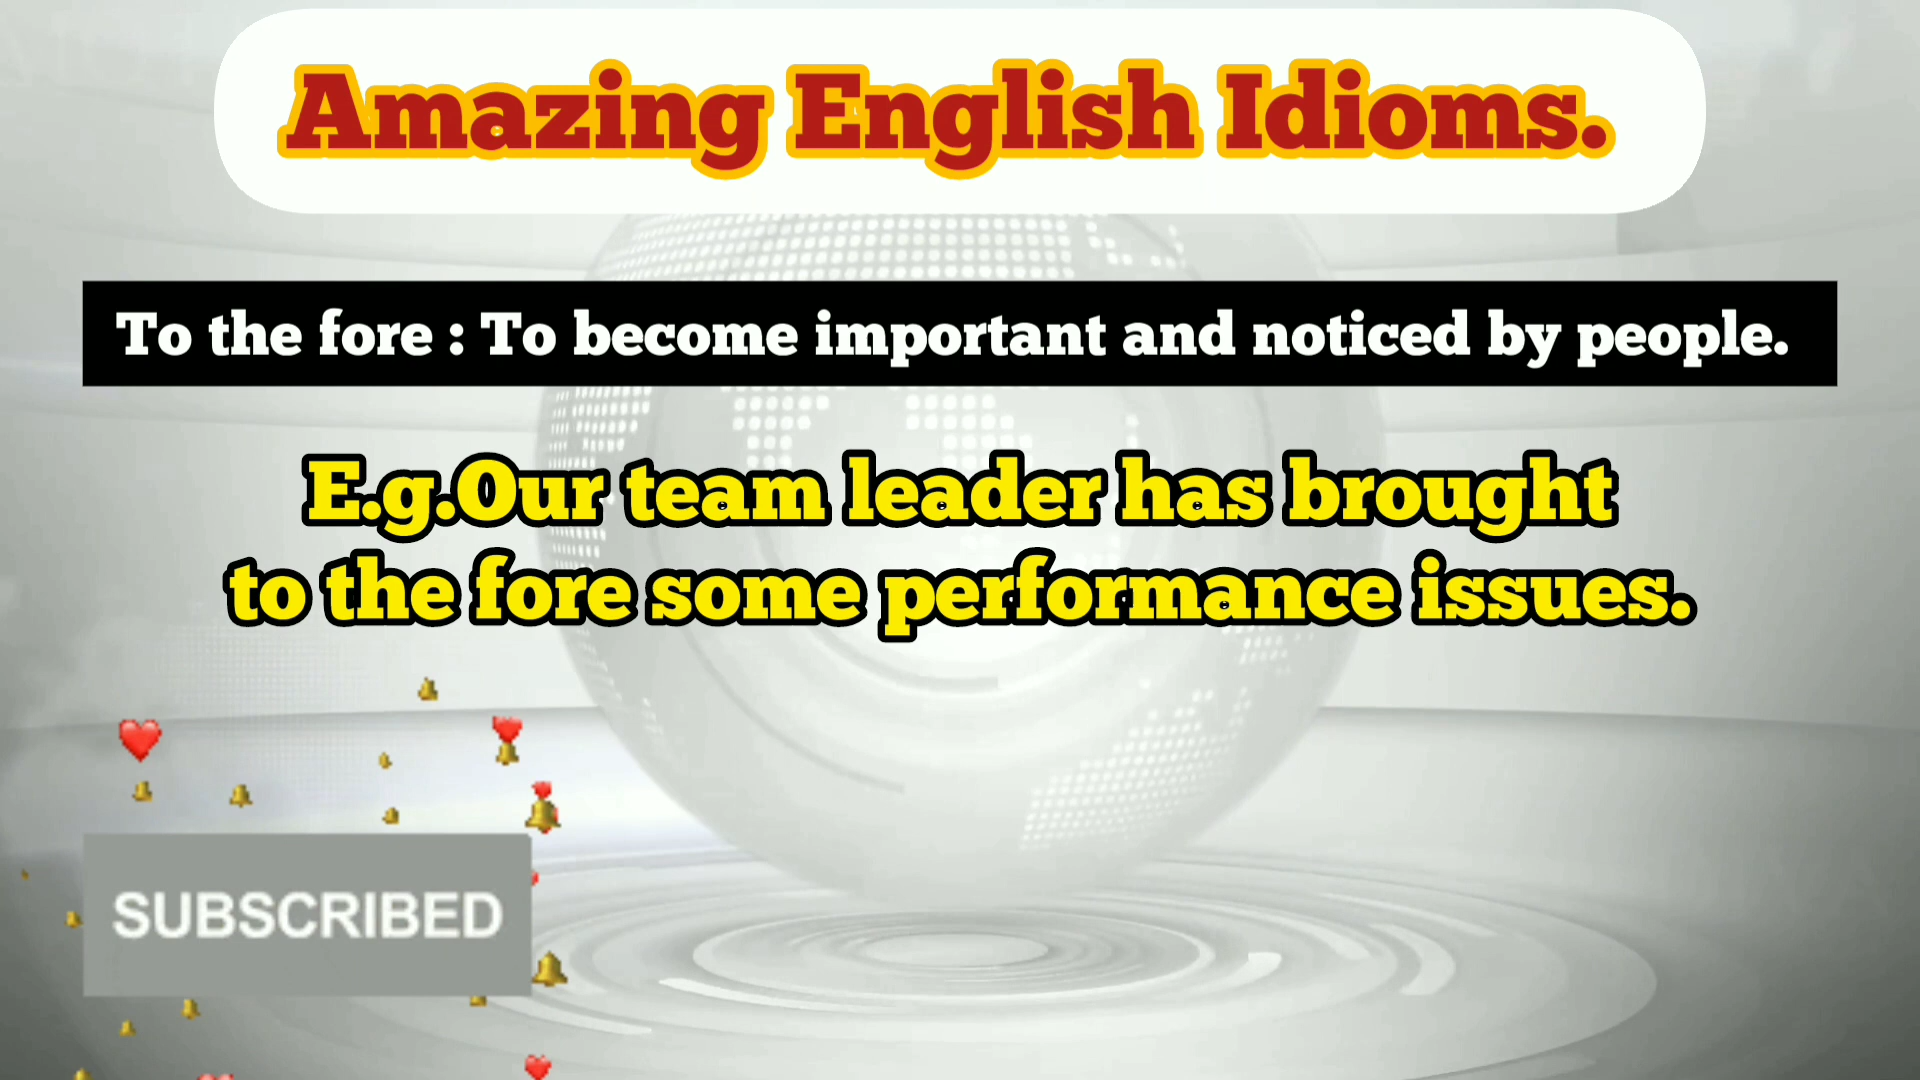 Amazing English Idioms.
To the fore : To become important and noticed by people.
E.g.Our team leader has brought
to the fore some performance issues.
SUBSCRIBED